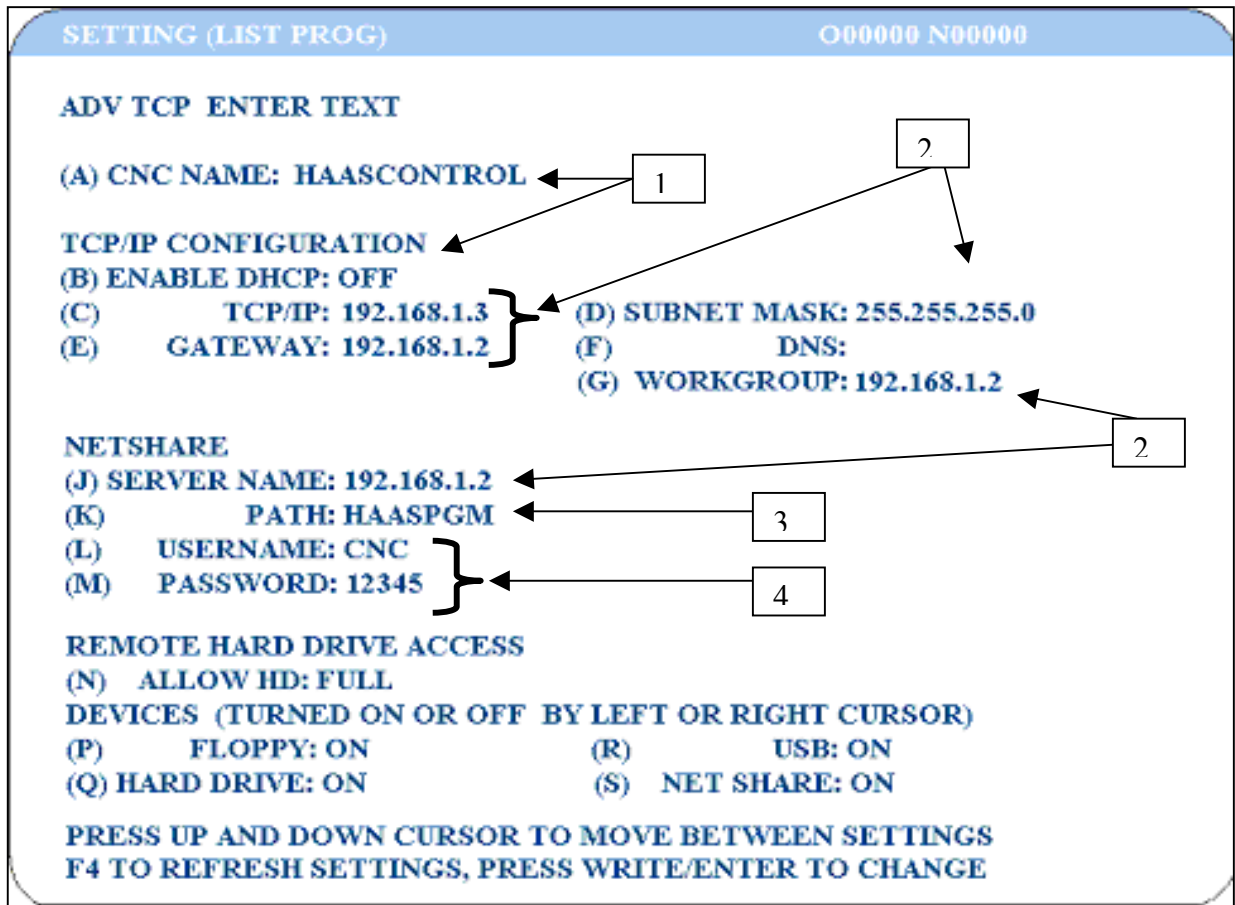 SETTING (LIST PROG) O00000 N00000
ADV TCP ENTER TEXT
2
(A) CNC NAME: HAASCONTROL
1
TCP/IP CONFIGURATION
(B) ENABLE DHCP: OFF
(C) TCP/IP: 192.168.1.3 (D) SUBNET MASK: 255.255.255.0
(E) GATEWAY: 192.168.1.2 (F) DNS:
(G) WORKGROUP: 192.168.1.2
2
NETSHARE
(J) SERVER NAME: 192.168.1.2
(K) PATH: HAASPGM
3
(L) USERNAME: CNC
(M) PASSWORD: 12345
4
REMOTE HARD DRIVE ACCESS
(N) ALLOW HD: FULL
DEVICES (TURNED ON OR OFF BY LEFT OR RIGHT CURSOR)
(P) FLOPPY: ON (R) USB: ON
(Q) HARD DRIVE: ON (S) NET SHARE: ON
PRESS UP AND DOWN CURSOR TO MOVE BETWEEN SETTINGS
F4 TO REFRESH SETTINGS, PRESS WRITE/ENTER TO CHANGE